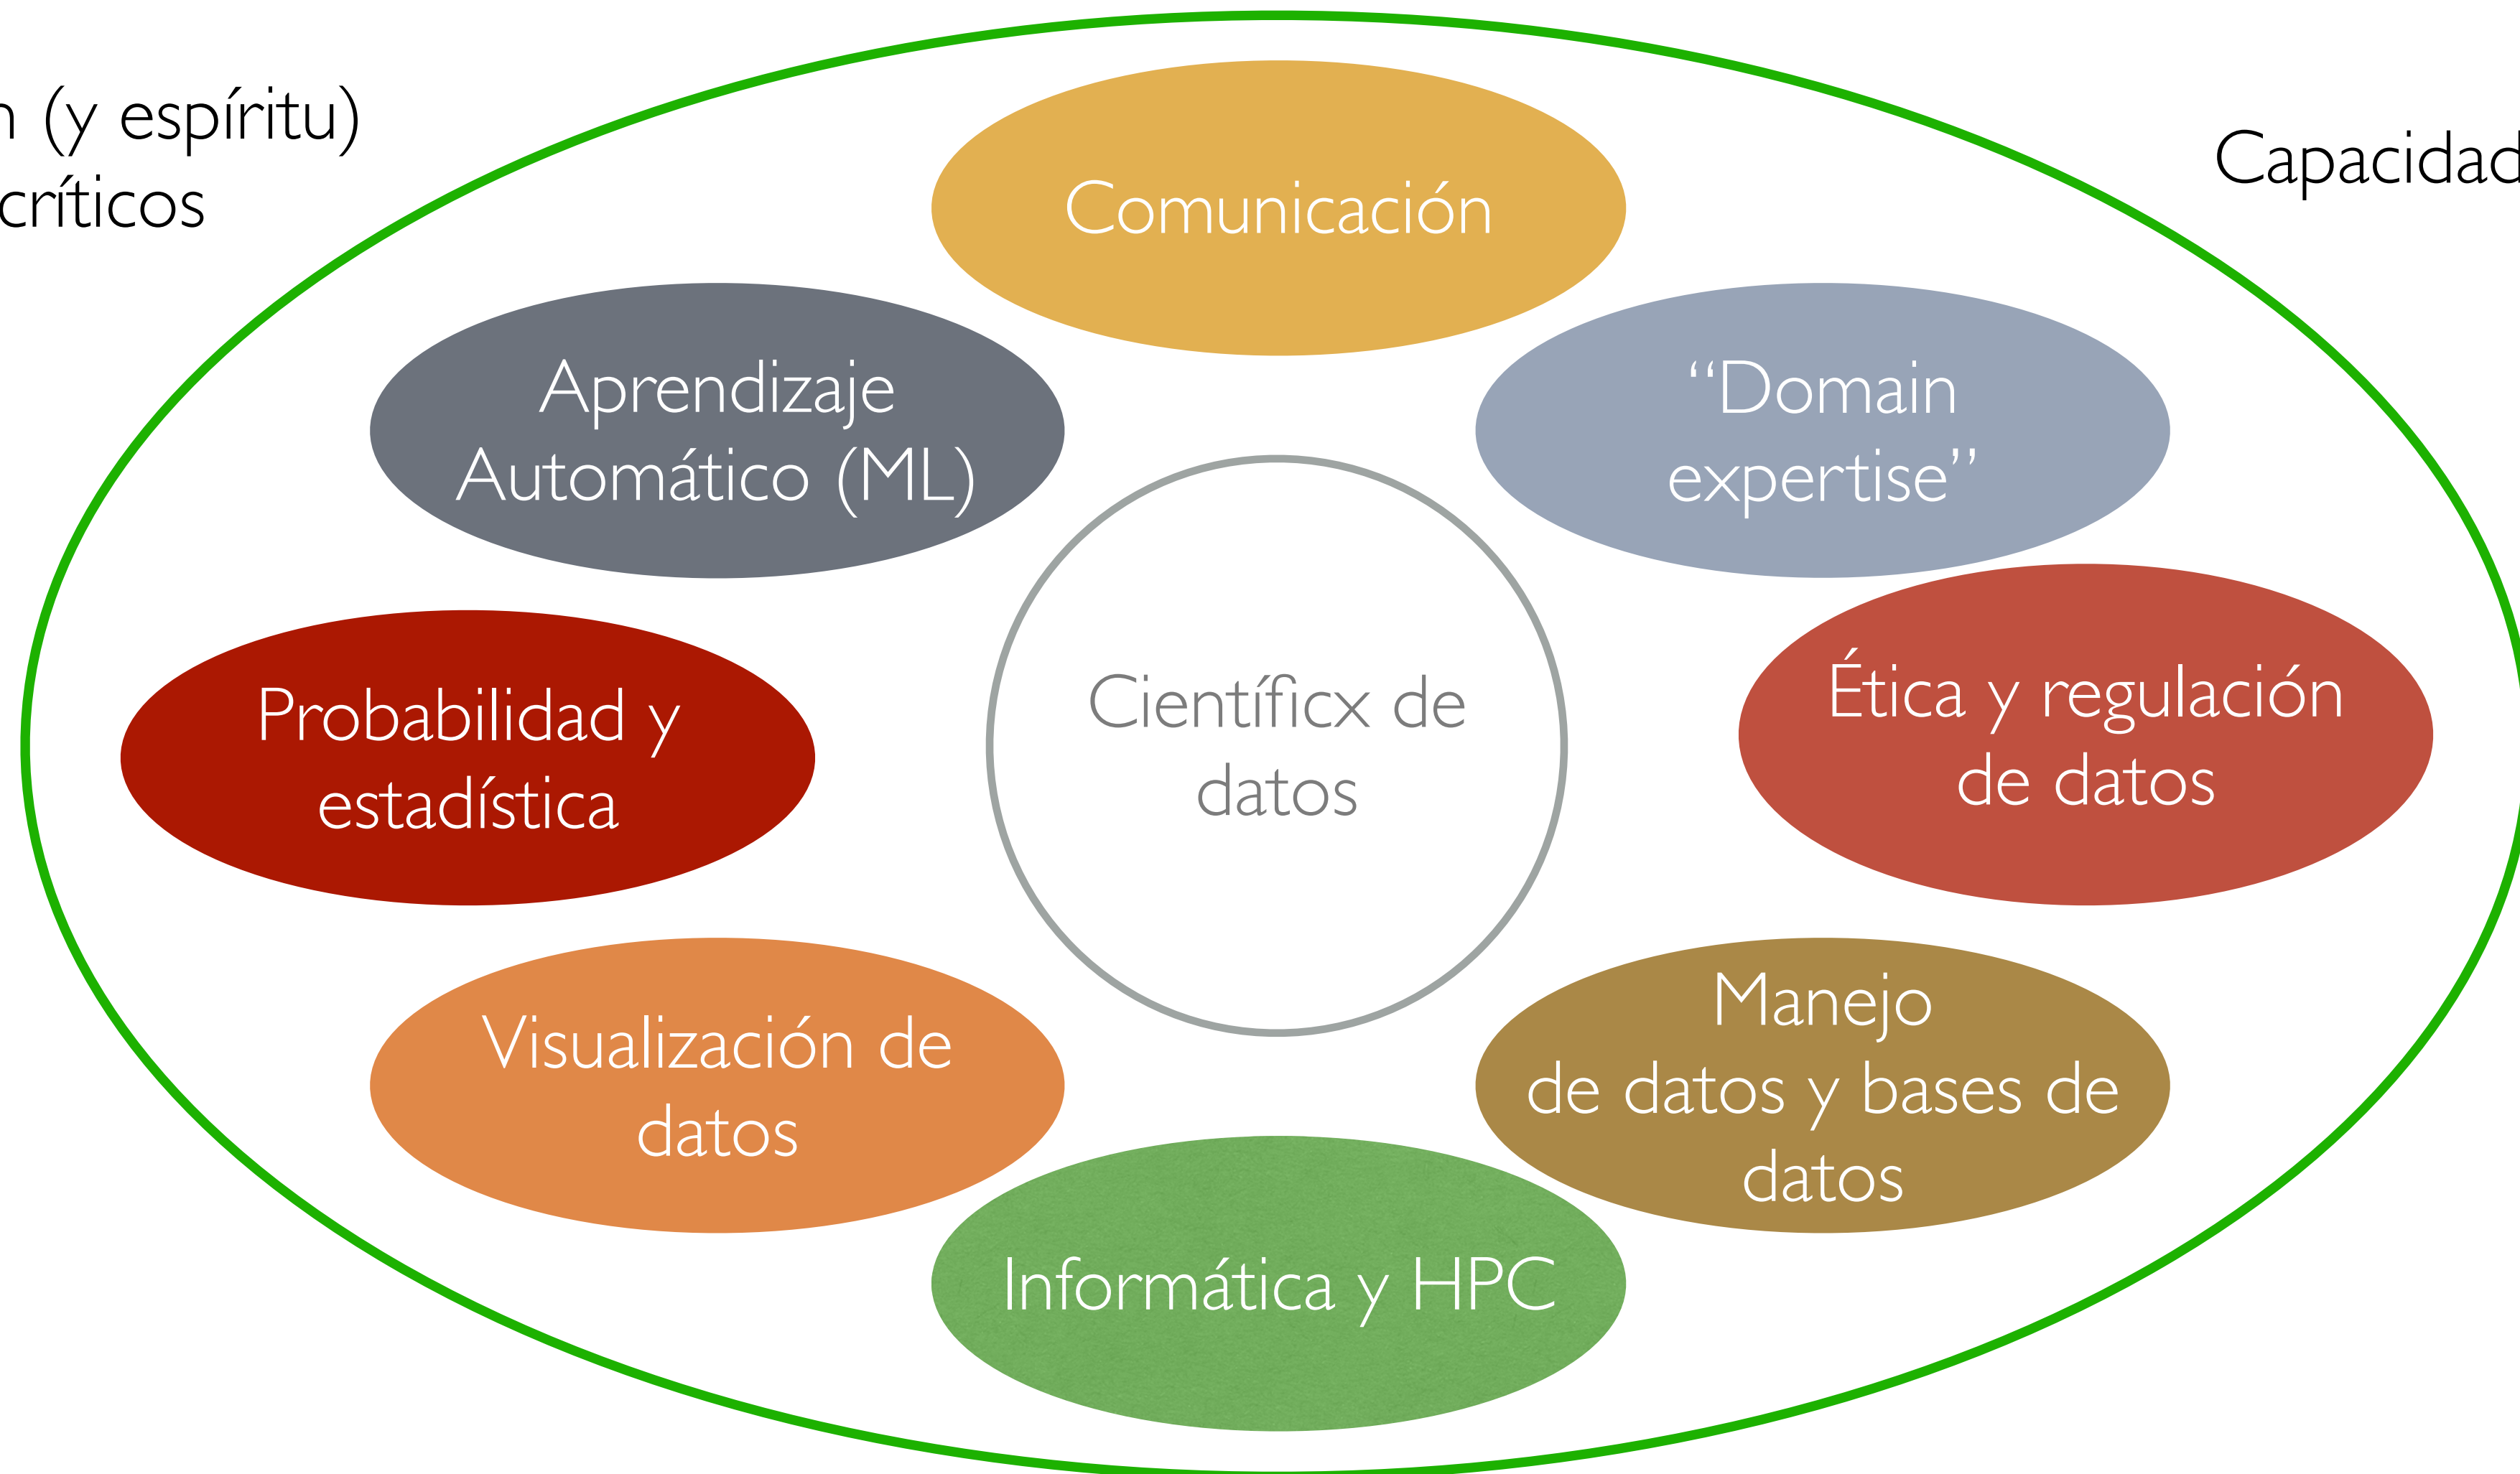 (y espíritu)
críticos
Comunicación
Aprendizaje
Automático (ML)
“Domain
expertise”
Científicx de
datos
Probabilidad y
estadística
Ética y regulación
de datos
Visualización de
datos
Manejo
de datos y bases de
datos
Informática y HPC